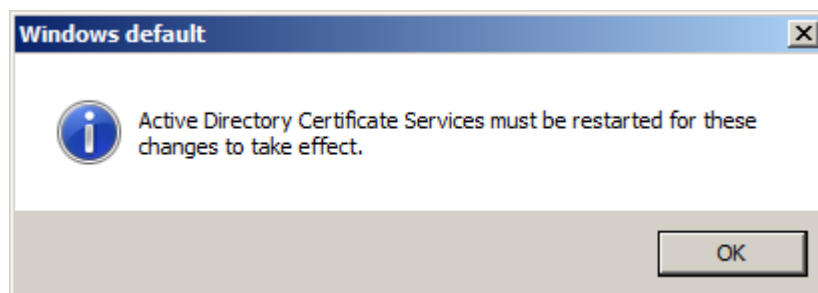 Windows default
Active Directory Certificate Services must be restarted for these
changes to take effect.
OK